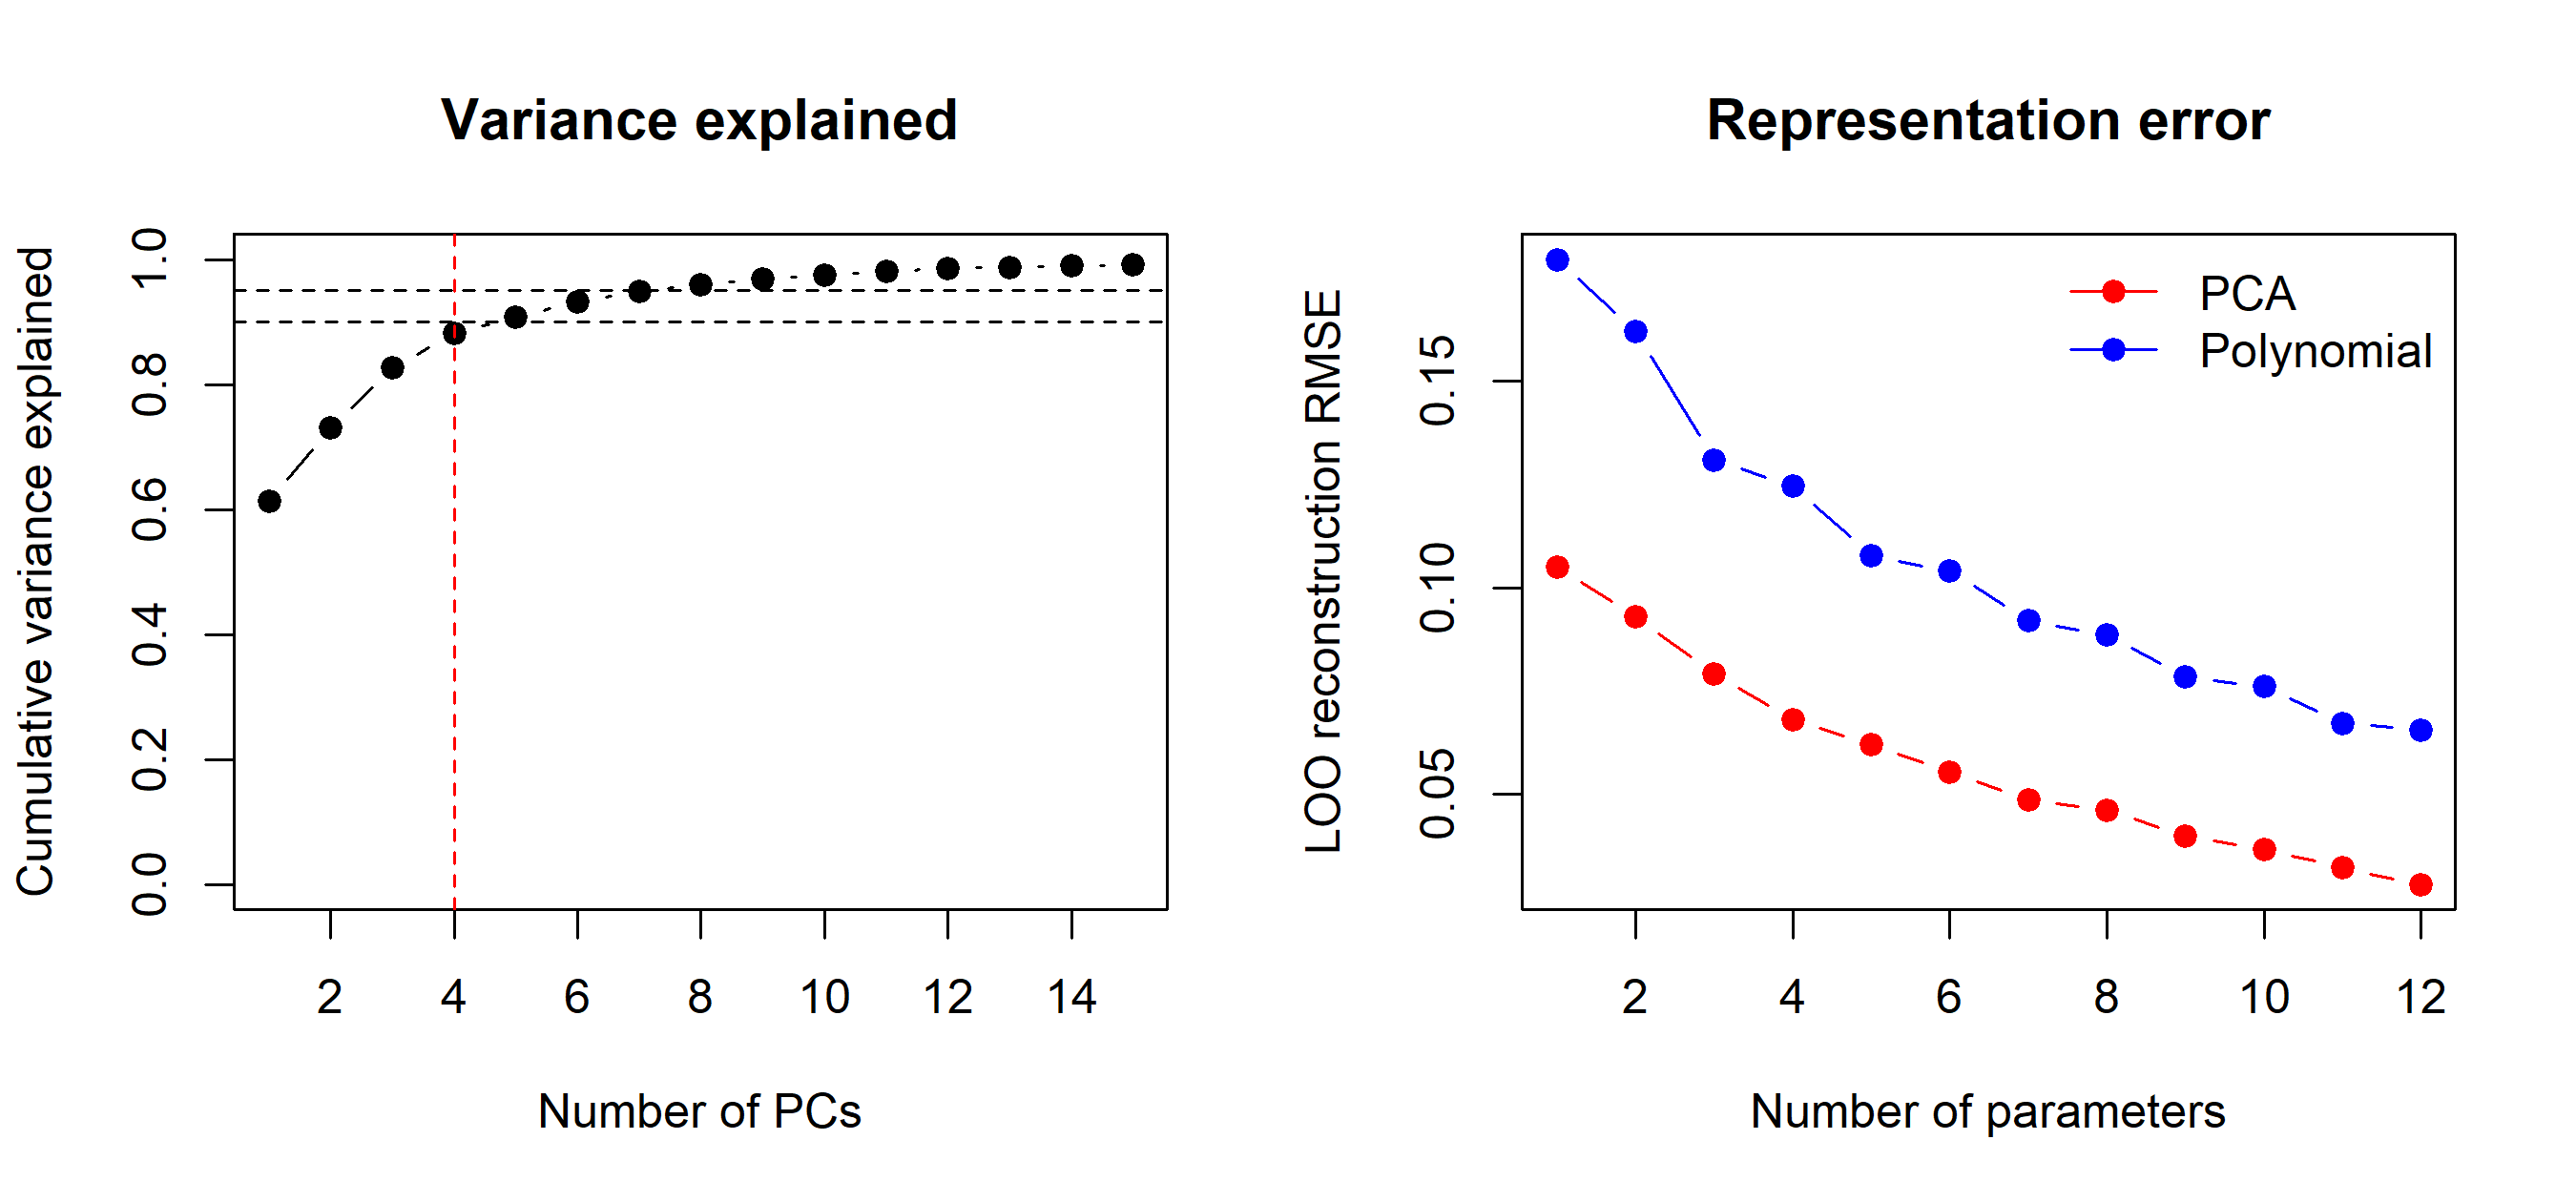 Variance explained
Cumulative variance explained
1.0
0.8
0.6
0.4
0.2
0.0
2 4 6 8 10 12 14
Number of PCs
Representation error
LOO reconstruction RMSE
0.15
0.10
0.05
PCA
Polynomial
2 4 6 8 10 12
Number of parameters